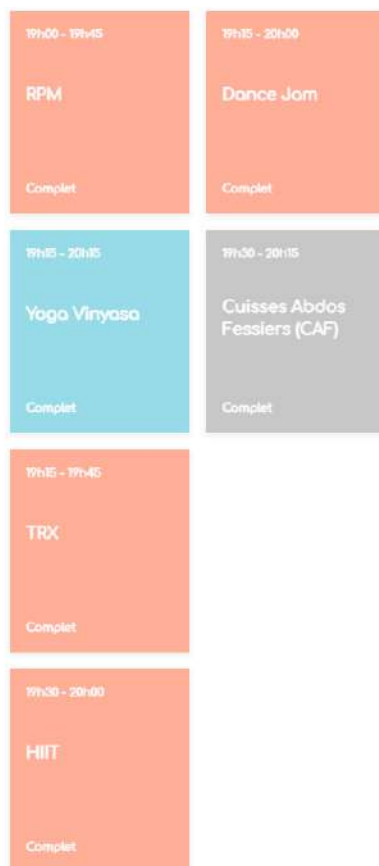 19h00 - 19h45
RPM
Complet
19h15 - 20h15
Yoga Vinyasa
Complet
19h15 - 19h45
TRX
Complet
19h30 - 20h00
HIIT
Complet
19h15 - 20h00
Dance Jam
Complet
19h30 - 20h15
Cuisses Abdos
Fessiers (CAF)
Complet